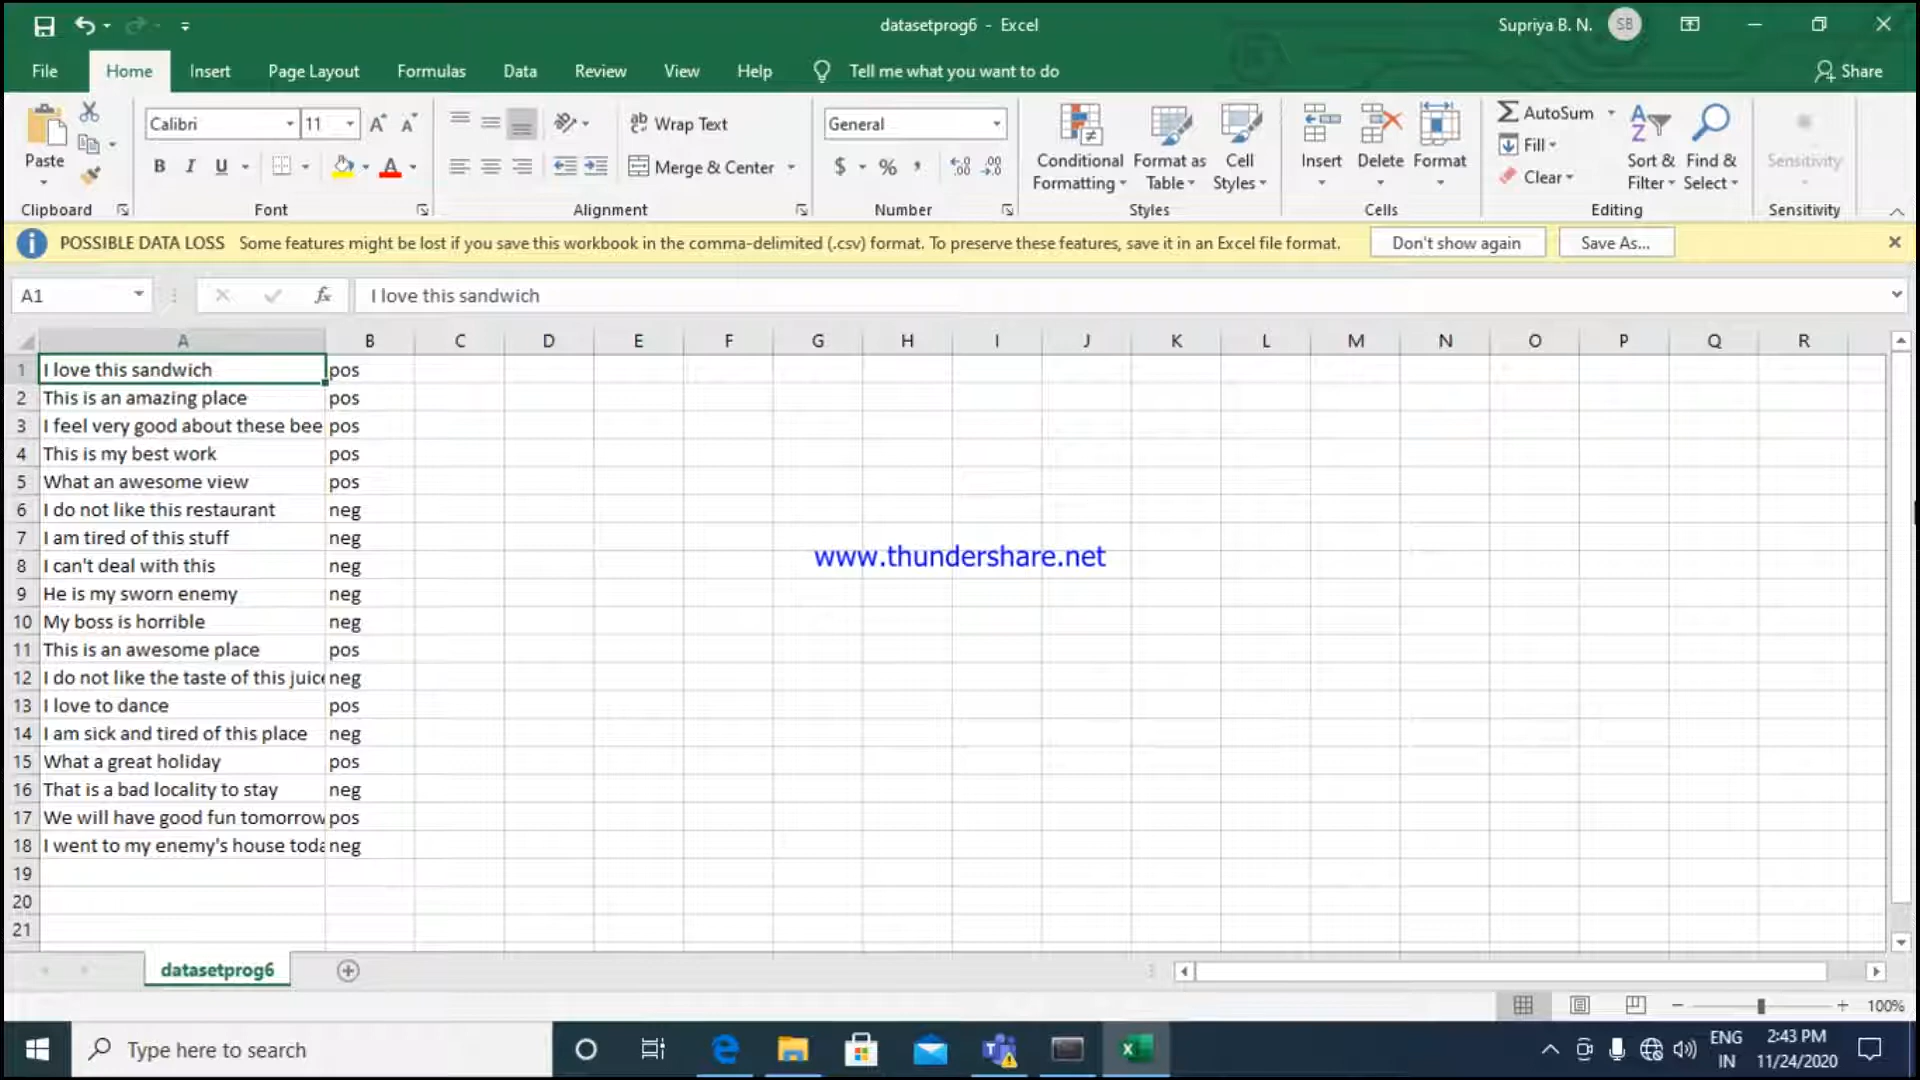 datasetprog6 - Excel
Supriya B. N. SB
File Home Insert Page Layout Formulas Data Review View Help Tell me what you want to do Share
Paste
Clipboard
Calibri 11
B I U A
Font
Wrap Text
Merge & Center
Alignment
General
$ % ,
Number
Conditional Formatting
Format as Table
Cell Styles
Styles
Insert Delete Format
Cells
AutoSum
Fill
Clear
Sort & Filter
Find & Select
Editing
Sensitivity
Sensitivity
POSSIBLE DATA LOSS Some features might be lost if you save this workbook in the comma-delimited (.csv) format. To preserve these features, save it in an Excel file format. Don't show again Save As...
A1 fx I love this sandwich
A B C D E F G H I J K L M N O P Q R
1 I love this sandwich pos
2 This is an amazing place pos
3 I feel very good about these bee pos
4 This is my best work pos
5 What an awesome view pos
6 I do not like this restaurant neg
7 I am tired of this stuff neg
8 I can't deal with this neg
9 He is my sworn enemy neg
10 My boss is horrible neg
11 This is an awesome place pos
12 I do not like the taste of this juice neg
13 I love to dance pos
14 I am sick and tired of this place neg
15 What a great holiday pos
16 That is a bad locality to stay neg
17 We will have good fun tomorrow pos
18 I went to my enemy's house toda neg
19
20
21
www.thundershare.net
datasetprog6
100%
Type here to search
ENG IN
2:43 PM
11/24/2020